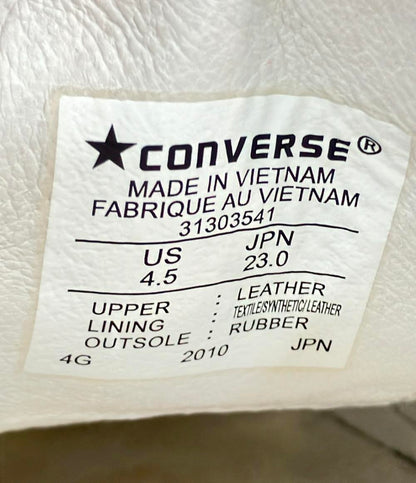 ★CONVERSE®
MADE IN VIETNAM
FABRIQUE AU VIETNAM
31303541
US JPN
4.5 23.0
UPPER : LEATHER
LINING : TEXTILE/SYNTHETIC/LEATHER
OUTSOLE : RUBBER
4G 2010 JPN